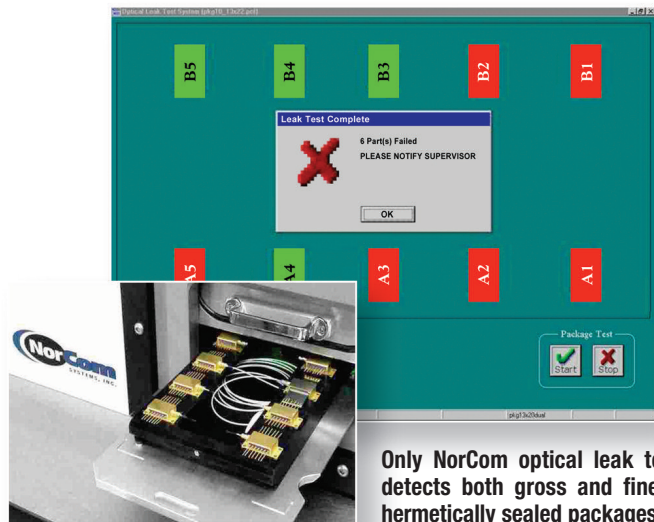 Optical Leak Test System (pkg10_13x22.pct)
B5 B4 B3 B2 B1
Leak Test Complete
6 Part(s) Failed
PLEASE NOTIFY SUPERVISOR
OK
A5 A4 A3 A2 A1
Package Test
Start Stop
pkg13x20dual
NorCom
SYSTEMS, INC.
Only NorCom optical leak
detects both gross and fine
hermetically sealed packages